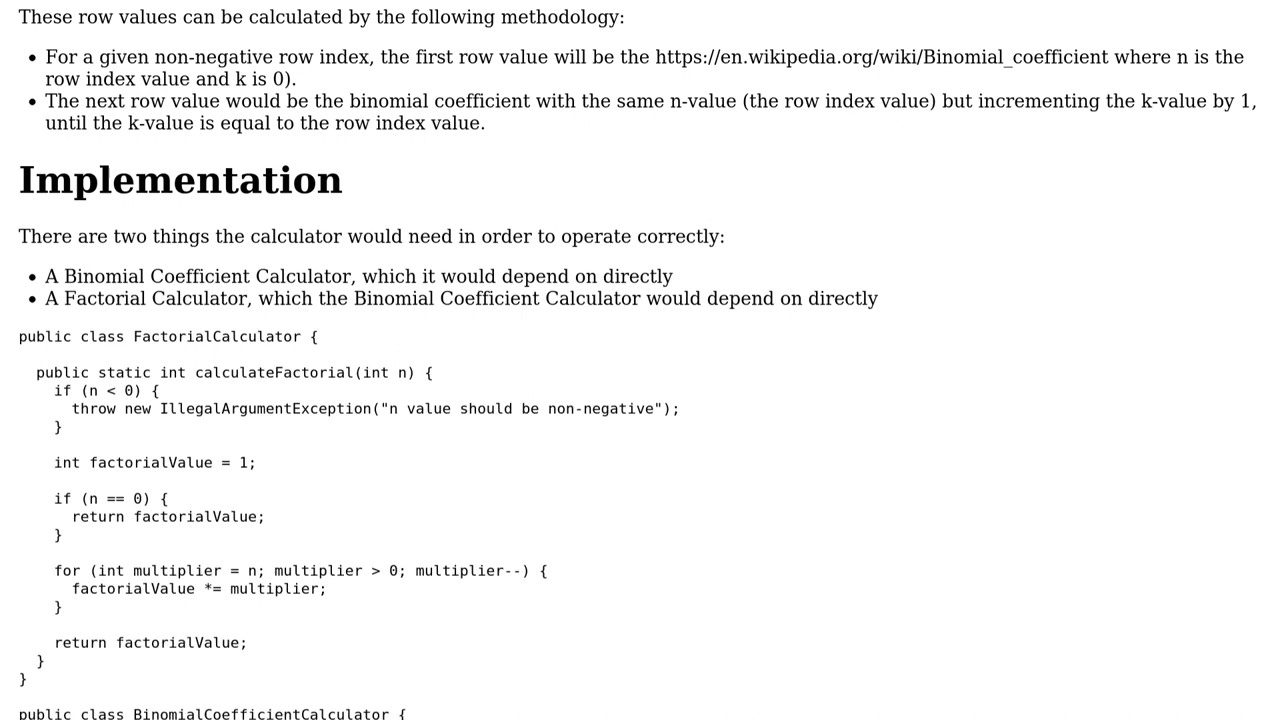 These row values can be calculated by the following methodology:
• For a given non-negative row index, the first row value will be the https://en.wikipedia.org/wiki/Binomial_coefficient where n is the
row index value and k is 0).
• The next row value would be the binomial coefficient with the same n-value (the row index value) but incrementing the k-value by 1,
until the k-value is equal to the row index value.
Implementation
There are two things the calculator would need in order to operate correctly:
• A Binomial Coefficient Calculator, which it would depend on directly
• A Factorial Calculator, which the Binomial Coefficient Calculator would depend on directly
public class FactorialCalculator {
  public static int calculateFactorial(int n) {
    if (n < 0) {
      throw new IllegalArgumentException("n value should be non-negative");
    }
    int factorialValue = 1;
    if (n == 0) {
      return factorialValue;
    }
    for (int multiplier = n; multiplier > 0; multiplier--) {
      factorialValue *= multiplier;
    }
    return factorialValue;
  }
}
public class BinomialCoefficientCalculator {